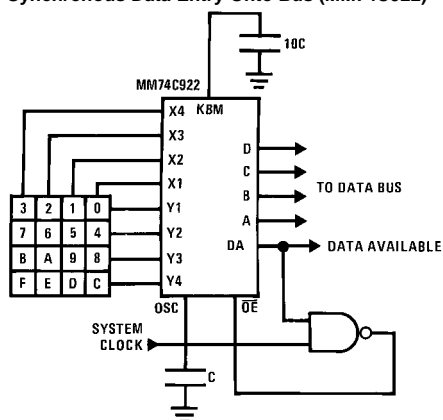 Synchronous Data Entry Onto Bus (MM74C922)
10C
MM74C922
X4 KBM
X3
X2
X1
D
C
B
A
TO DATA BUS
3 2 1 0 Y1
7 6 5 4 Y2
B A 9 8 Y3
F E D C Y4
DA
DATA AVAILABLE
OSC OE
SYSTEM
CLOCK
C